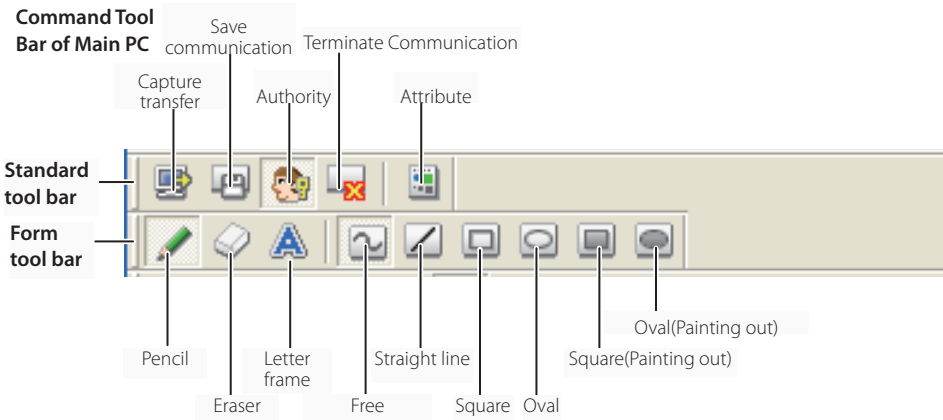 Command Tool
Bar of Main PC
Save
communication
Terminate Communication
Capture
transfer
Authority
Attribute
Standard
tool bar
Form
tool bar
Oval(Painting out)
Pencil
Letter
frame
Straight line
Square(Painting out)
Eraser
Free
Square
Oval